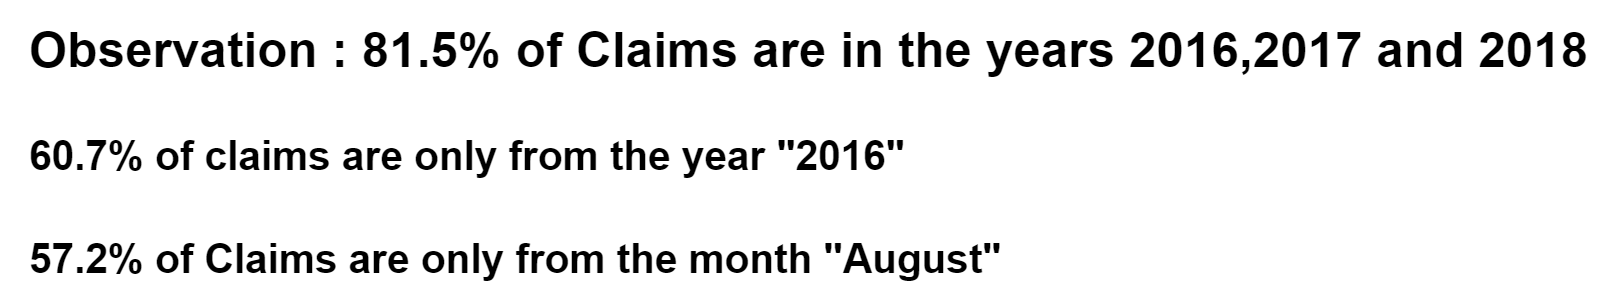 Observation : 81.5% of Claims are in the years 2016,2017 and 2018
60.7% of claims are only from the year "2016"
57.2% of Claims are only from the month "August"